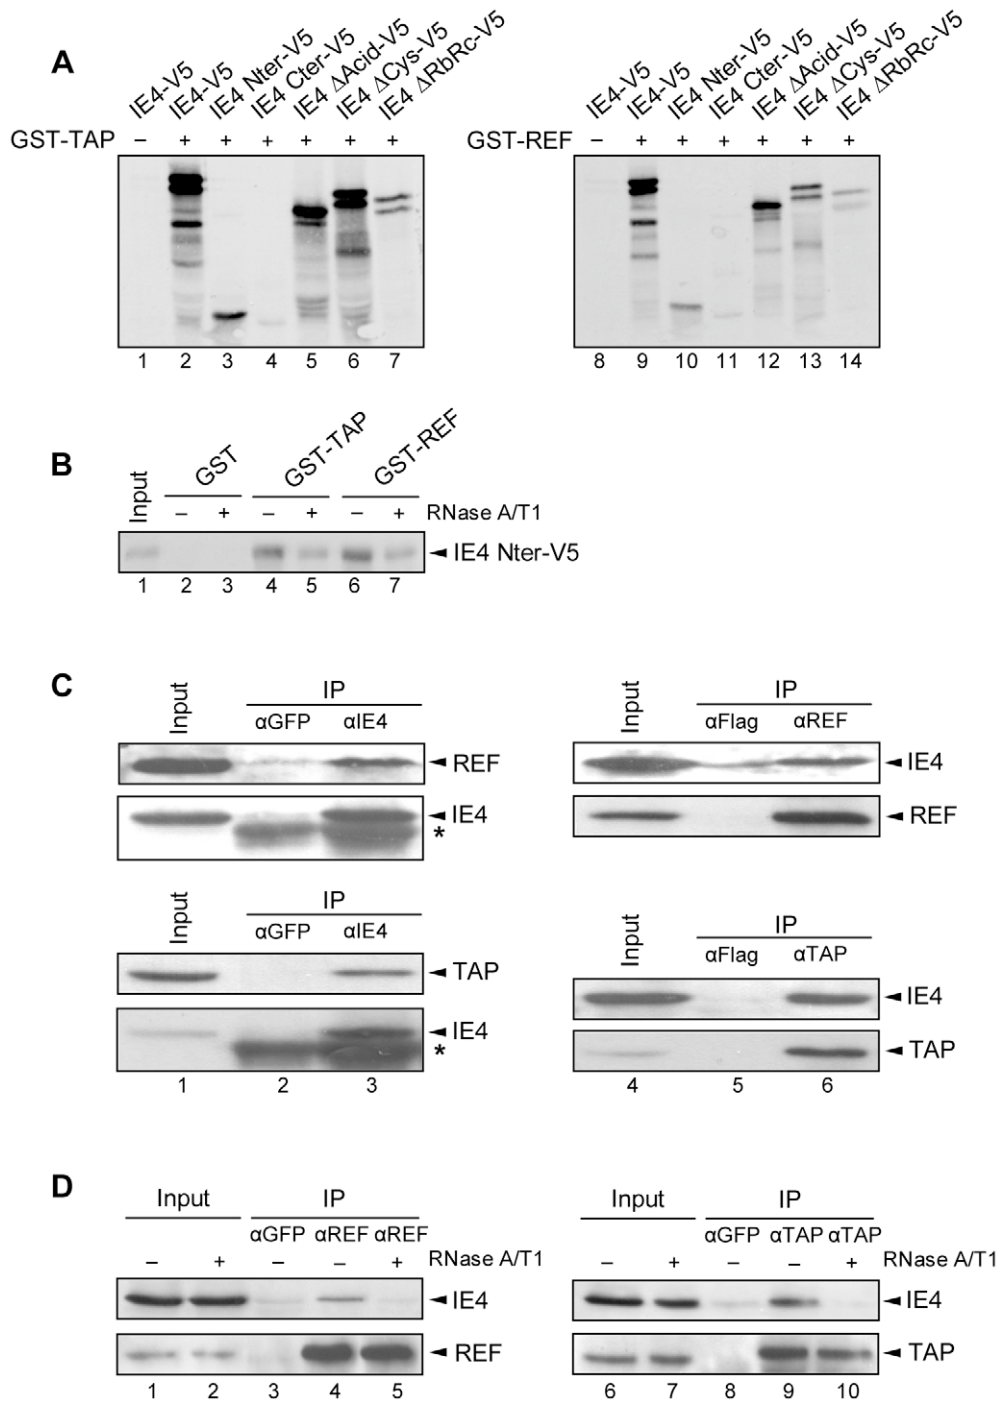 A
IE4-V5 IE4-V5 IE4 Nter-V5 IE4 Cter-V5 IE4 ΔAcid-V5 IE4 ΔCys-V5 IE4 ΔRbRc-V5
GST-TAP – + + + + + +
1 2 3 4 5 6 7
IE4-V5 IE4-V5 IE4 Nter-V5 IE4 Cter-V5 IE4 ΔAcid-V5 IE4 ΔCys-V5 IE4 ΔRbRc-V5
GST-REF – + + + + + +
8 9 10 11 12 13 14
B
Input GST GST-TAP GST-REF
– + – + – + RNase A/T1
IE4 Nter-V5
1 2 3 4 5 6 7
C
Input IP
αGFP αIE4
REF
IE4
*
Input IP
αFlag αREF
IE4
REF
Input IP
αGFP αIE4
TAP
IE4
*
1 2 3
Input IP
αFlag αTAP
IE4
TAP
4 5 6
D
Input IP
αGFP αREF αREF
– + – – + RNase A/T1
IE4
REF
1 2 3 4 5
Input IP
αGFP αTAP αTAP
– + – – + RNase A/T1
IE4
TAP
6 7 8 9 10